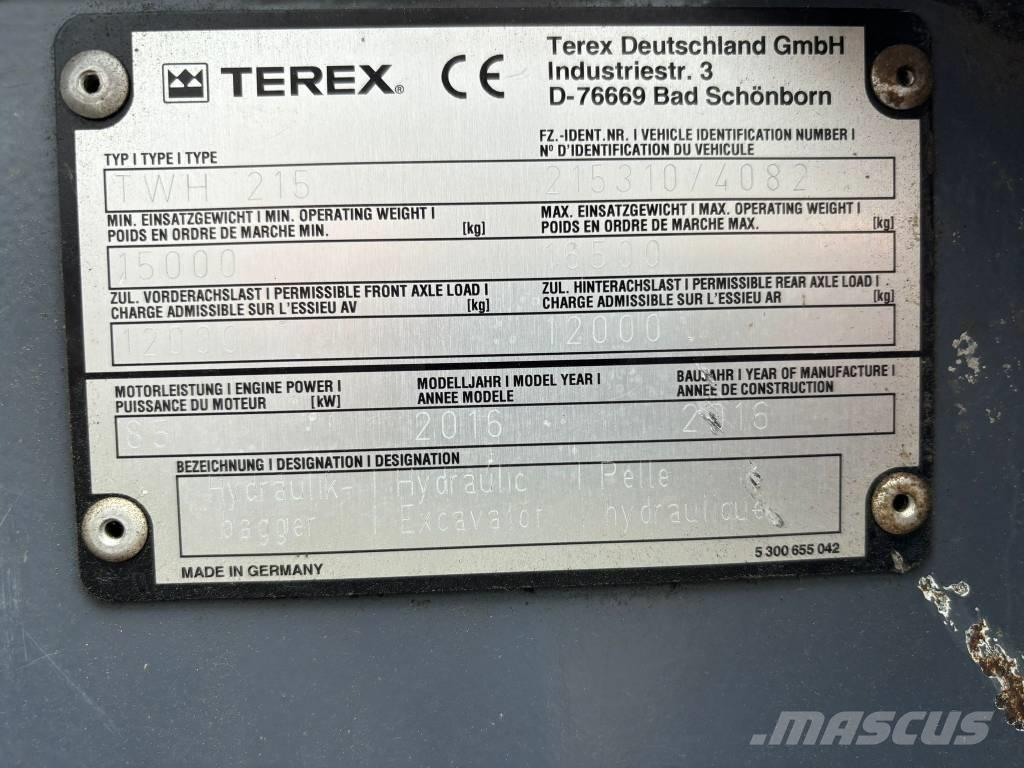 TEREX® CE
Terex Deutschland GmbH
Industriestr. 3
D-76669 Bad Schönborn
TYP I TYPE I TYPE
FZ.-IDENT.NR. I VEHICLE IDENTIFICATION NUMBER I
N° D'IDENTIFICATION DU VEHICULE
TWH 215
215310/4082
MIN. EINSATZGEWICHT I MIN. OPERATING WEIGHT I
POIDS EN ORDRE DE MARCHE MIN. [kg]
MAX. EINSATZGEWICHT I MAX. OPERATING WEIGHT I
POIDS EN ORDRE DE MARCHE MAX. [kg]
15000
ZUL. VORDERACHSLAST I PERMISSIBLE FRONT AXLE LOAD I
CHARGE ADMISSIBLE SUR L'ESSIEU AV [kg]
ZUL. HINTERACHSLAST I PERMISSIBLE REAR AXLE LOAD I
CHARGE ADMISSIBLE SUR L'ESSIEU AR [kg]
12000
12000
MOTORLEISTUNG I ENGINE POWER I
PUISSANCE DU MOTEUR [kW]
MODELLJAHR I MODEL YEAR I
ANNEE MODELE
BAUJAHR I YEAR OF MANUFACTURE I
ANNEE DE CONSTRUCTION
2016
2016
BEZEICHNUNG I DESIGNATION I DESIGNATION
Hydraulik- I Hydraulic I Pelle
bagger I Excavator hydraulique
MADE IN GERMANY
5 300 655 042
MASCUS